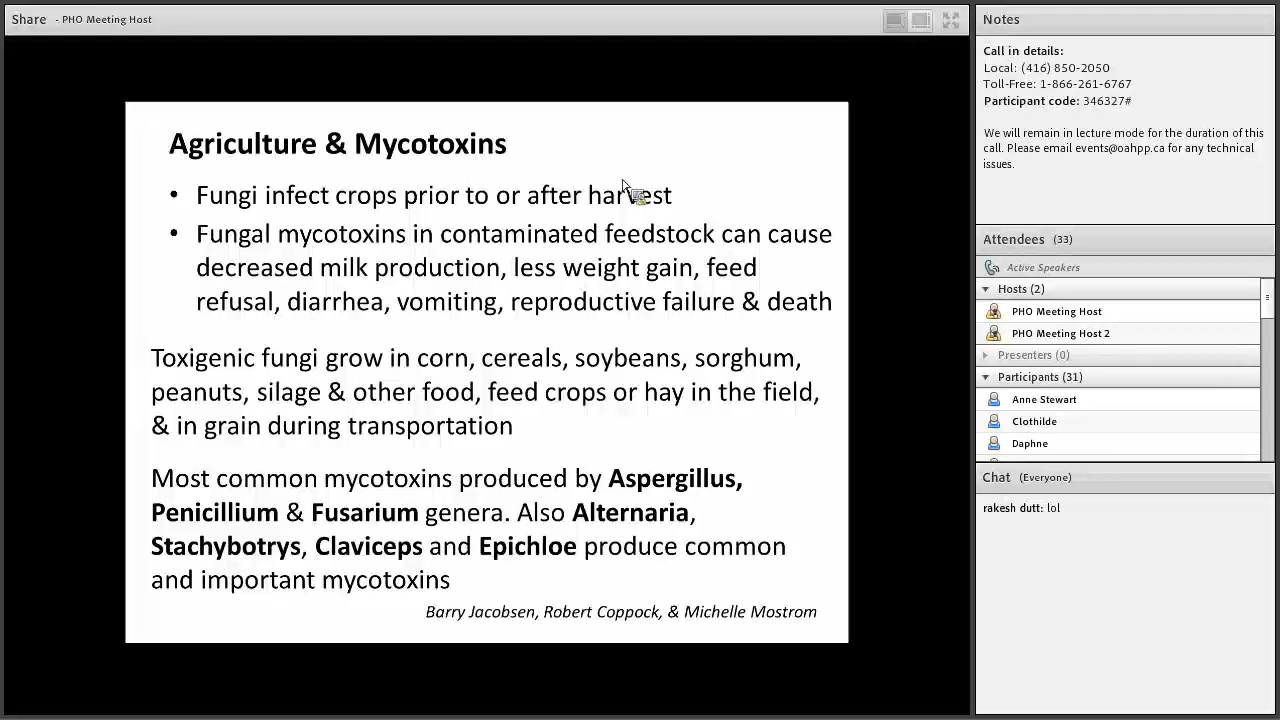 Share - PHO Meeting Host
Agriculture & Mycotoxins
• Fungi infect crops prior to or after harvest
• Fungal mycotoxins in contaminated feedstock can cause
decreased milk production, less weight gain, feed
refusal, diarrhea, vomiting, reproductive failure & death
Toxigenic fungi grow in corn, cereals, soybeans, sorghum,
peanuts, silage & other food, feed crops or hay in the field,
& in grain during transportation
Most common mycotoxins produced by Aspergillus,
Penicillium & Fusarium genera. Also Alternaria,
Stachybotrys, Claviceps and Epichloe produce common
and important mycotoxins
Barry Jacobsen, Robert Coppock, & Michelle Mostrom
Notes
Call in details:
Local: (416) 850-2050
Toll-Free: 1-866-261-6767
Participant code: 346327#
We will remain in lecture mode for the duration of this
call. Please email events@oahpp.ca for any technical
issues.
Attendees (33)
Active Speakers
Hosts (2)
PHO Meeting Host
PHO Meeting Host 2
Presenters (0)
Participants (31)
Anne Stewart
Clothilde
Daphne
Chat (Everyone)
rakesh dutt: lol